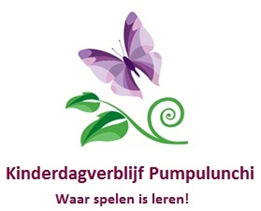 Kinderdagverblijf Pumpulunchi
Waar spelen is leren!